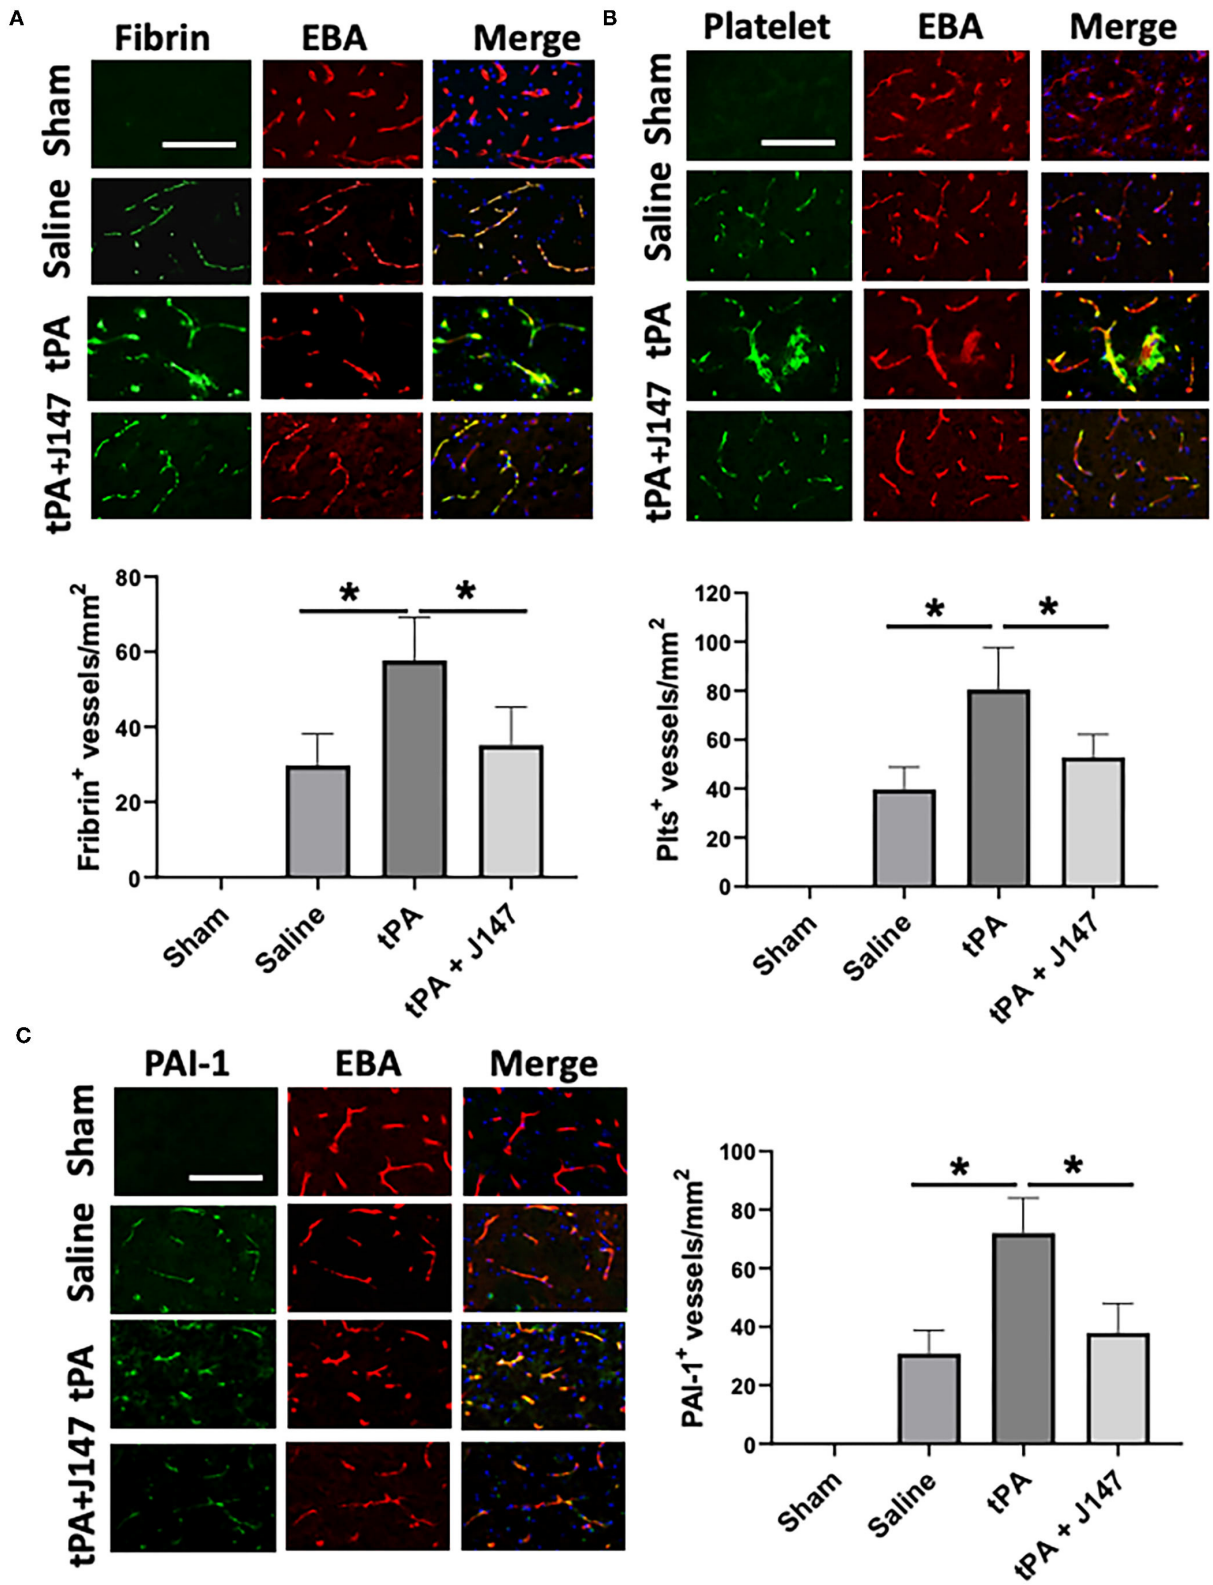 A
Fibrin EBA Merge
Sham
Saline
tPA
tPA+J147
Fribrin+ vessels/mm2
80
60
40
20
0
* *
Sham
Saline
tPA
tPA + J147
B
Platelet EBA Merge
Sham
Saline
tPA
tPA+J147
Plts+ vessels/mm2
120
100
80
60
40
20
0
* *
Sham
Saline
tPA
tPA + J147
C
PAI-1 EBA Merge
Sham
Saline
tPA
tPA+J147
PAI-1+ vessels/mm2
100
80
60
40
20
0
* *
Sham
Saline
tPA
tPA + J147